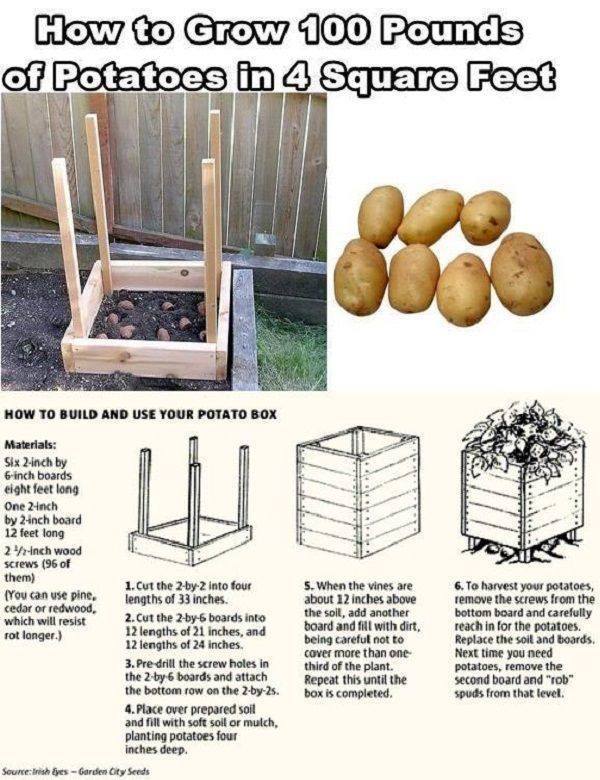 How to Grow 100 Pounds
of Potatoes in 4 Square Feet
HOW TO BUILD AND USE YOUR POTATO BOX
Materials:
Six 2-inch by
6-inch boards
eight feet long
One 2-inch
by 2-inch board
12 feet long
2 1/2-inch wood
screws (96 of
them)
(You can use pine,
cedar or redwood,
which will resist
rot longer.)
1. Cut the 2-by-2 into four
lengths of 33 inches.
2. Cut the 2-by-6 boards into
12 lengths of 21 inches, and
12 lengths of 24 inches.
3. Pre-drill the screw holes in
the 2-by-6 boards and attach
the bottom row on the 2-by-2s.
4. Place over prepared soil
and fill with soft soil or mulch,
planting potatoes four
inches deep.
5. When the vines are
about 12 inches above
the soil, add another
board and fill with dirt,
being careful not to
cover more than one-
third of the plant.
Repeat this until the
box is completed.
6. To harvest your potatoes,
remove the screws from the
bottom board and carefully
reach in for the potatoes.
Replace the soil and boards.
Next time you need
potatoes, remove the
second board and "rob"
spuds from that level.
Source: Irish Eyes – Garden City Seeds